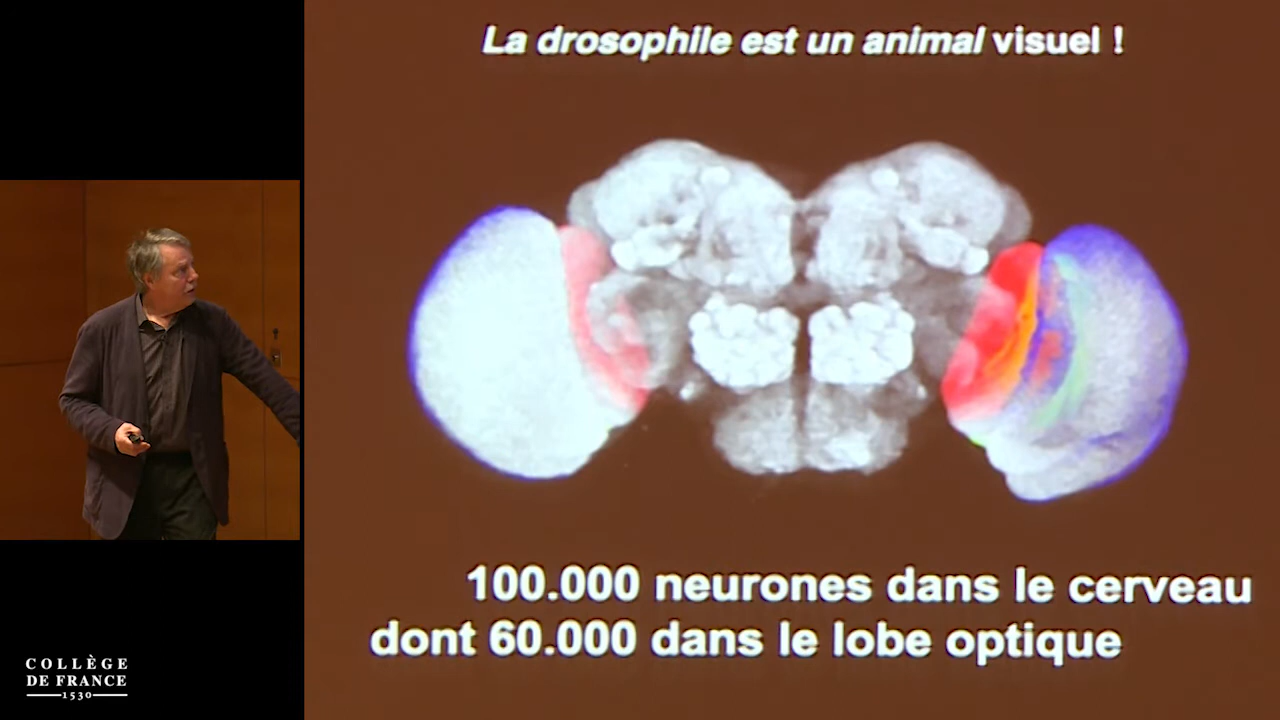 La drosophile est un animal visuel !
100.000 neurones dans le cerveau
dont 60.000 dans le lobe optique
COLLÈGE
DE FRANCE
1530